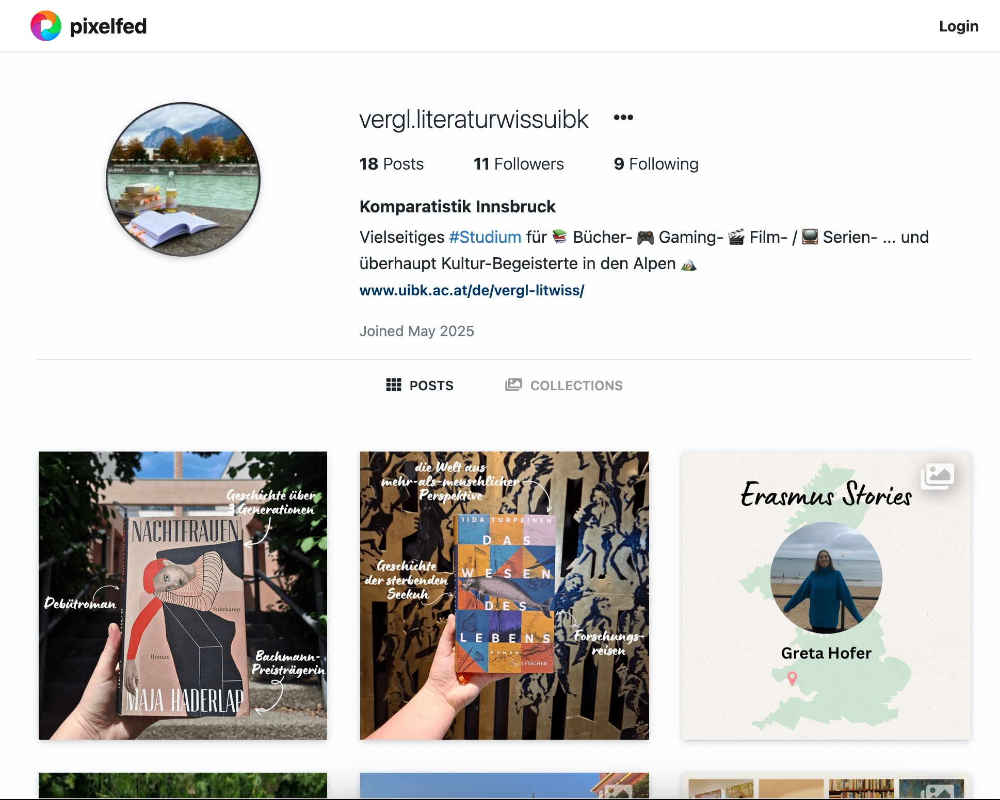 pixelfed
Login
vergl.literaturwissuibk
18 Posts
11 Followers
9 Following
Komparatistik Innsbruck
Vielseitiges #Studium für 📚 Bücher- 🎮 Gaming- 🎬 Film- / 📺 Serien- ... und
überhaupt Kultur-Begeisterte in den Alpen 🏔️
www.uibk.ac.at/de/vergl-litwiss/
Joined May 2025
POSTS
COLLECTIONS
Geschichte über
3 Generationen
NACHTFRAUEN
Debütroman
Suhrkamp
Roman
Bachmann-
Preisträgerin
MAJA HADERLAP
die Welt aus
mehr-als-menschlicher
Perspektive
IIDA TURPEINEN
DAS
WESEN
DES
LEBENS
ROMAN
S. FISCHER
Geschichte
der sterbenden
Seekuh
Forschungs-
reisen
Erasmus Stories
Greta Hofer